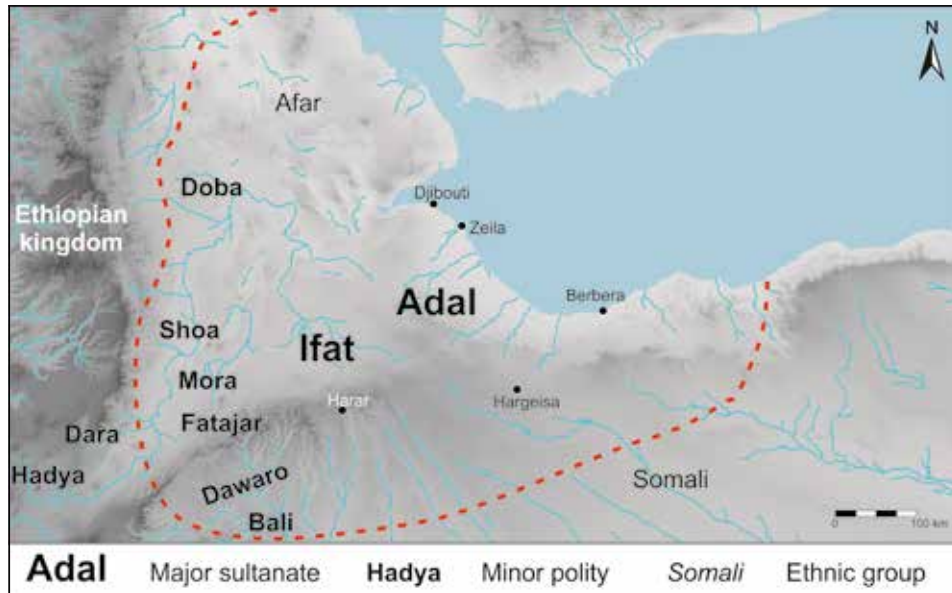 N
Afar
Doba
Djibouti
Ethiopian
kingdom
Zeila
Adal
Berbera
Shoa
Ifat
Mora
Hargeisa
Harar
Fatajar
Dara
Hadya
Dawaro
Somali
Bali
0 100 km
Adal Major sultanate Hadya Minor polity Somali Ethnic group